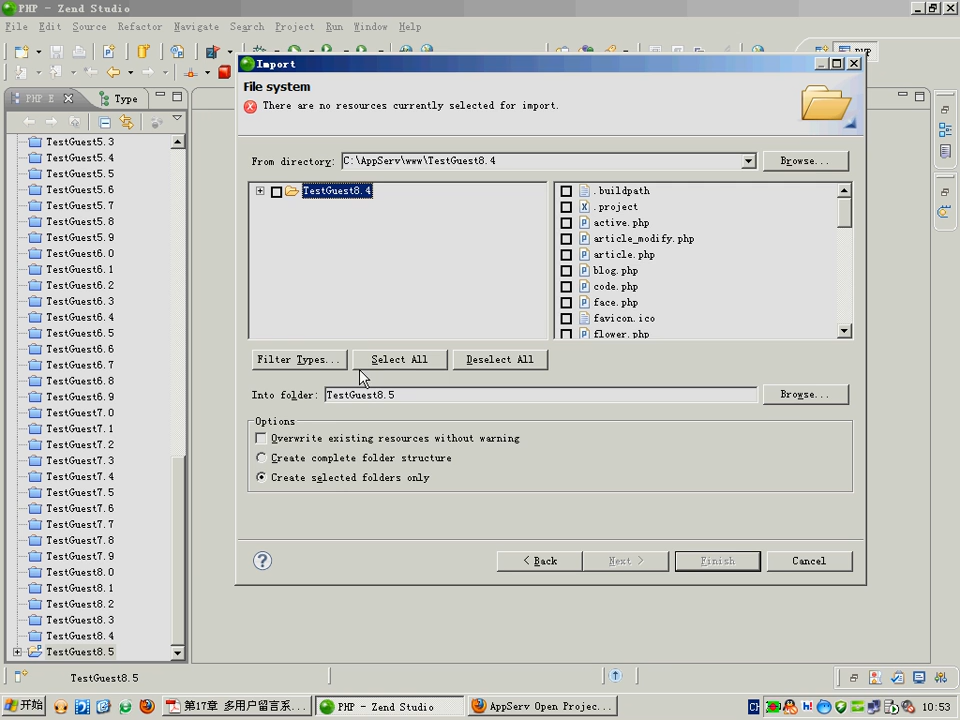 PHP - Zend Studio
File Edit Source Refactor Navigate Search Project Run Window Help
PHP
PHP E Type
TestGuest5.3
TestGuest5.4
TestGuest5.5
TestGuest5.6
TestGuest5.7
TestGuest5.8
TestGuest5.9
TestGuest6.0
TestGuest6.1
TestGuest6.2
TestGuest6.3
TestGuest6.4
TestGuest6.5
TestGuest6.6
TestGuest6.7
TestGuest6.8
TestGuest6.9
TestGuest7.0
TestGuest7.1
TestGuest7.2
TestGuest7.3
TestGuest7.4
TestGuest7.5
TestGuest7.6
TestGuest7.7
TestGuest7.8
TestGuest7.9
TestGuest8.0
TestGuest8.1
TestGuest8.2
TestGuest8.3
TestGuest8.4
TestGuest8.5
Import
File system
There are no resources currently selected for import.
From directory: C:\AppServ\www\TestGuest8.4 Browse...
TestGuest8.4
.buildpath
.project
active.php
article_modify.php
article.php
blog.php
code.php
face.php
favicon.ico
flower.php
Filter Types... Select All Deselect All
Into folder: TestGuest8.5 Browse...
Options
Overwrite existing resources without warning
Create complete folder structure
Create selected folders only
< Back Next > Finish Cancel
TestGuest8.5
开始 第17章 多用户留言系... PHP - Zend Studio AppServ Open Projec... CH 10:53